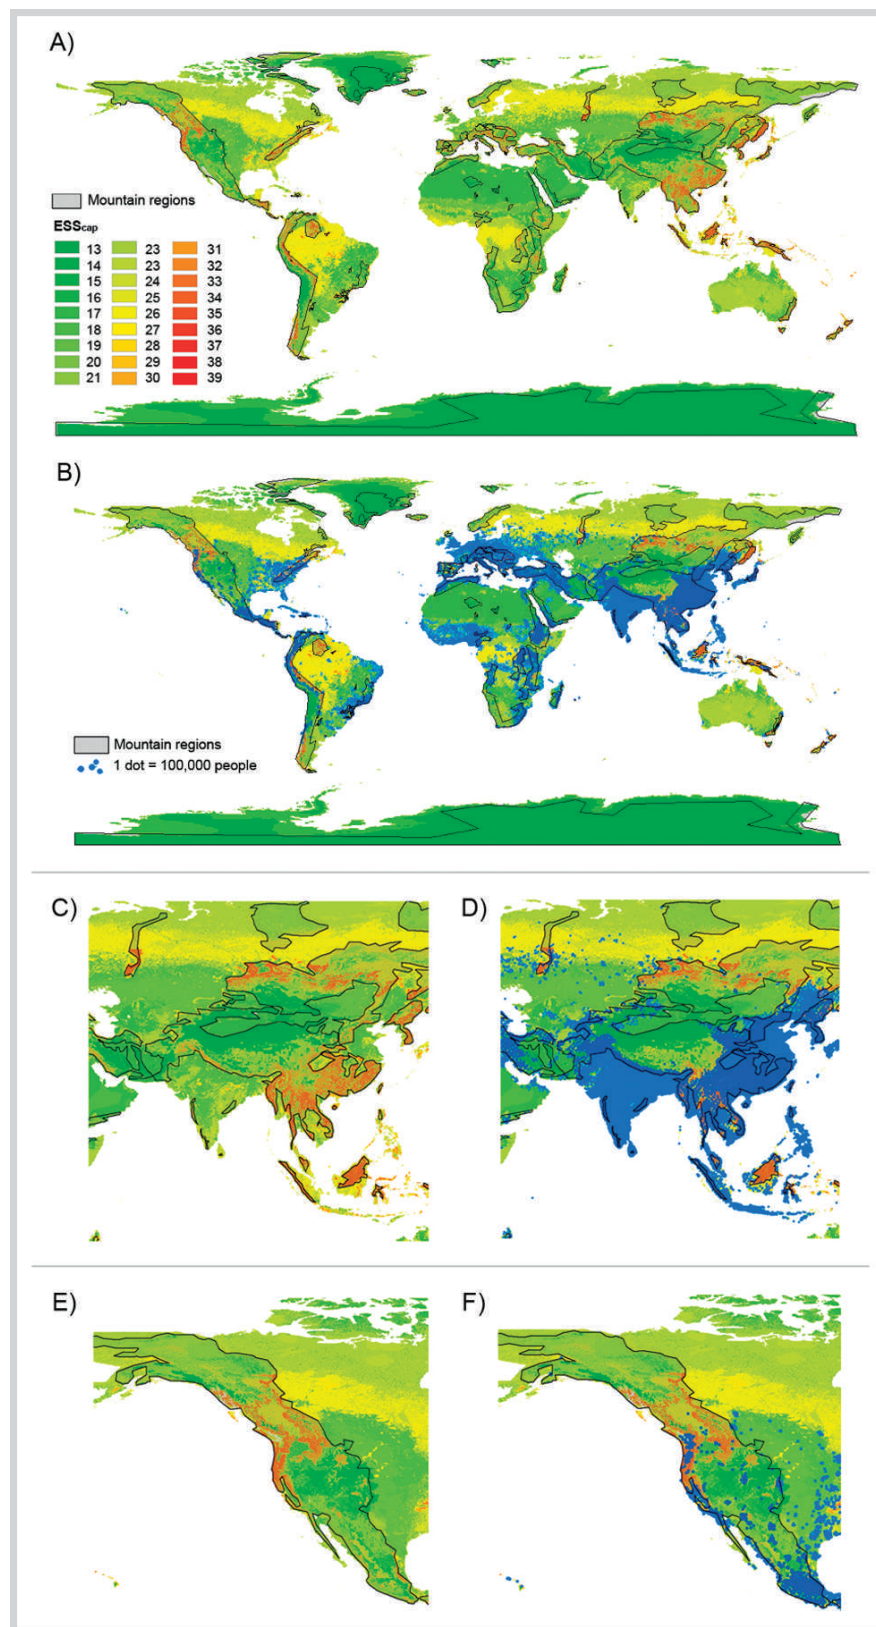 A)
Mountain regions
ESScap
13 23 31
14 23 32
15 24 33
16 25 34
17 26 35
18 27 36
19 28 37
20 29 38
21 30 39
B)
Mountain regions
1 dot = 100,000 people
C)
D)
E)
F)